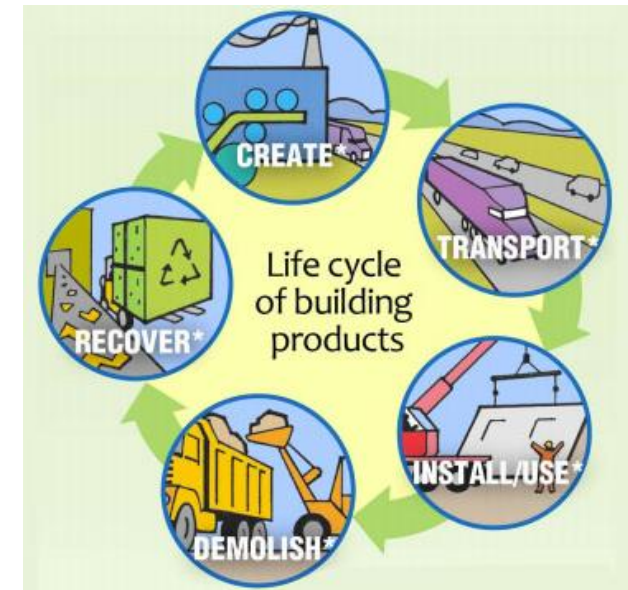 CREATE*
TRANSPORT*
RECOVER*
Life cycle
of building
products
INSTALL/USE*
DEMOLISH*